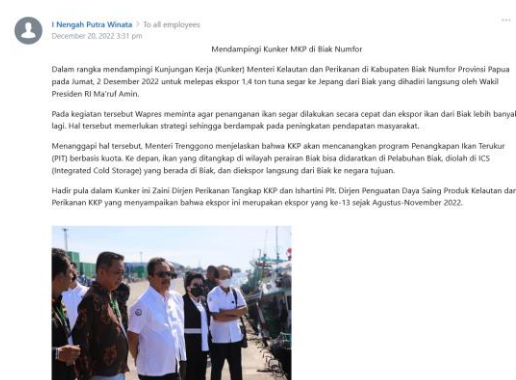 I Nengah Putra Winata > To all employees
December 20, 2022 3:31 pm
Mendampingi Kunker MKP di Biak Numfor
Dalam rangka mendampingi Kunjungan Kerja (Kunker) Menteri Kelautan dan Perikanan di Kabupaten Biak Numfor Provinsi Papua
pada Jumat, 2 Desember 2022 untuk melepas ekspor 1,4 ton tuna segar ke Jepang dari Biak yang dihadiri langsung oleh Wakil
Presiden RI Ma'ruf Amin.
Pada kegiatan tersebut Wapres meminta agar penanganan ikan segar dilakukan secara cepat dan ekspor ikan dari Biak lebih banyak
lagi. Hal tersebut memerlukan strategi sehingga berdampak pada peningkatan pendapatan masyarakat.
Menanggapi hal tersebut, Menteri Trenggono menjelaskan bahwa KKP akan mencanangkan program Penangkapan Ikan Terukur
(PIT) berbasis kuota. Ke depan, ikan yang ditangkap di wilayah perairan Biak bisa didaratkan di Pelabuhan Biak, diolah di ICS
(Integrated Cold Storage) yang berada di Biak, dan diekspor langsung dari Biak ke negara tujuan.
Hadir pula dalam Kunker ini Zaini Dirjen Perikanan Tangkap KKP dan Ishartini Plt. Dirjen Penguatan Daya Saing Produk Kelautan dan
Perikanan KKP yang menyampaikan bahwa ekspor ini merupakan ekspor yang ke-13 sejak Agustus-November 2022.